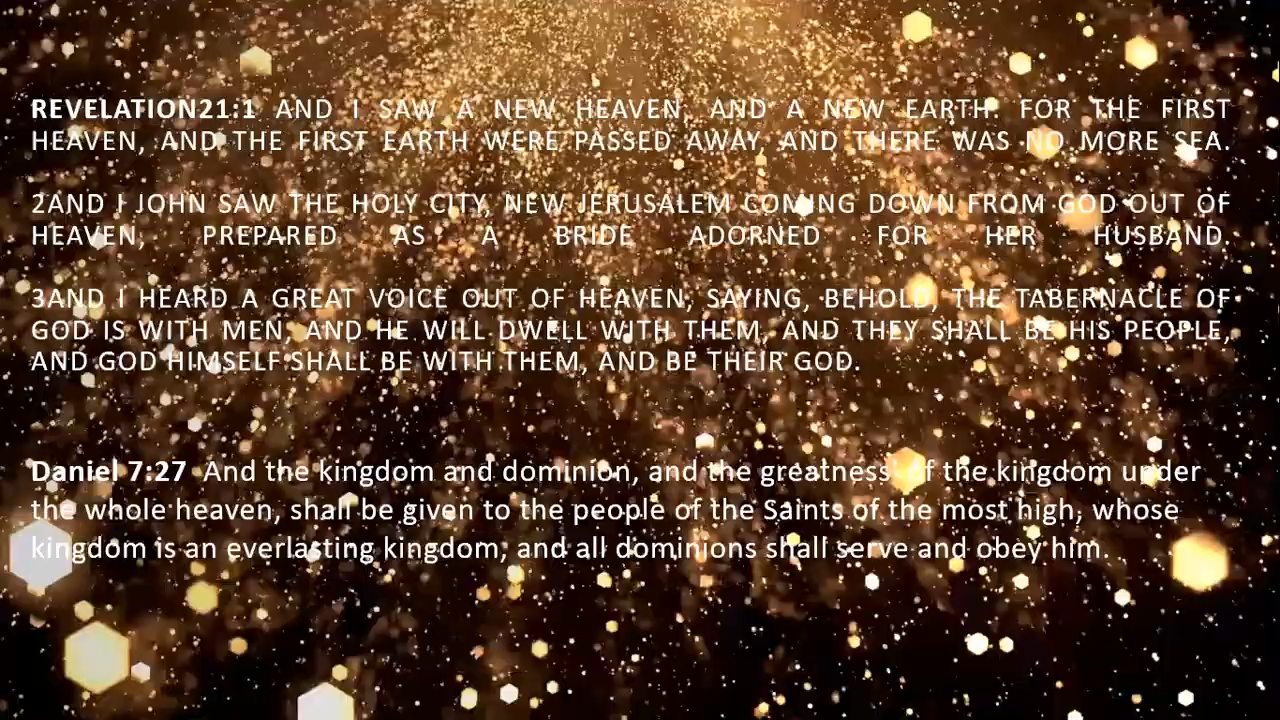 REVELATION21:1 AND I SAW A NEW HEAVEN, AND A NEW EARTH: FOR THE FIRST
HEAVEN, AND THE FIRST EARTH WERE PASSED AWAY, AND THERE WAS NO MORE SEA.
2AND I JOHN SAW THE HOLY CITY, NEW JERUSALEM COMING DOWN FROM GOD OUT OF
HEAVEN, PREPARED AS A BRIDE ADORNED FOR HER HUSBAND.
3AND I HEARD A GREAT VOICE OUT OF HEAVEN, SAYING, BEHOLD, THE TABERNACLE OF
GOD IS WITH MEN, AND HE WILL DWELL WITH THEM, AND THEY SHALL BE HIS PEOPLE,
AND GOD HIMSELF SHALL BE WITH THEM, AND BE THEIR GOD.
Daniel 7:27 And the kingdom and dominion, and the greatness of the kingdom under
the whole heaven, shall be given to the people of the Saints of the most high, whose
kingdom is an everlasting kingdom, and all dominions shall serve and obey him.